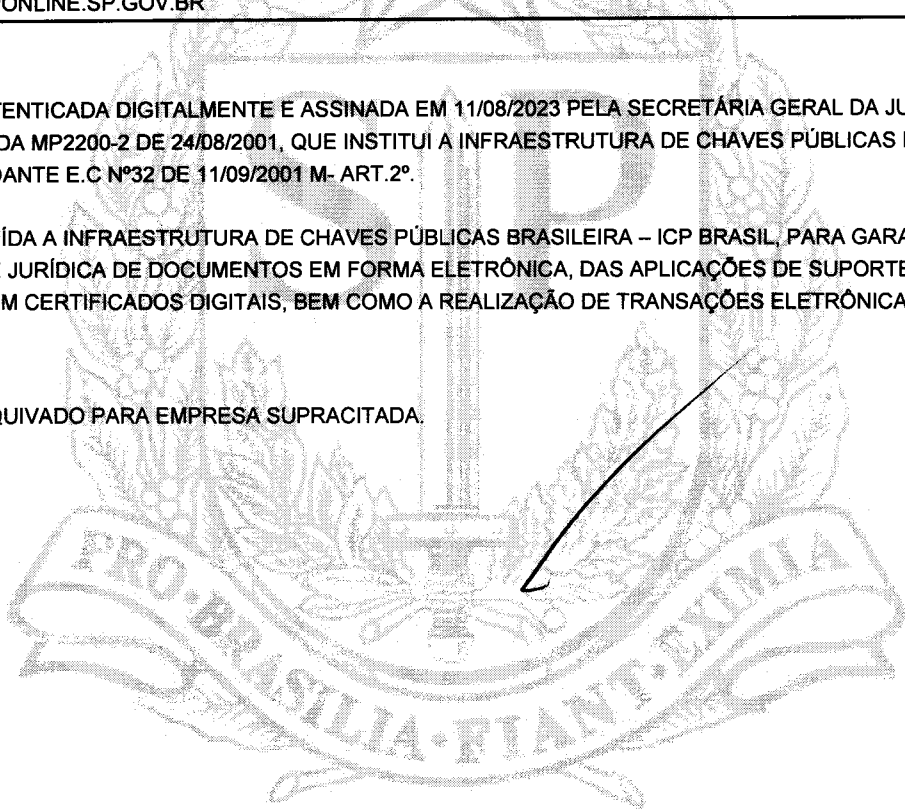 ONLINE.SP.GOV.BR
TENTICADA DIGITALMENTE E ASSINADA EM 11/08/2023 PELA SECRETÁRIA GERAL DA JU
DA MP2200-2 DE 24/08/2001, QUE INSTITUI A INFRAESTRUTURA DE CHAVES PÚBLICAS
DANTE E.C Nº32 DE 11/09/2001 M- ART.2º.
ÍDA A INFRAESTRUTURA DE CHAVES PÚBLICAS BRASILEIRA – ICP BRASIL, PARA GARA
E JURÍDICA DE DOCUMENTOS EM FORMA ELETRÔNICA, DAS APLICAÇÕES DE SUPORTE
M CERTIFICADOS DIGITAIS, BEM COMO A REALIZAÇÃO DE TRANSAÇÕES ELETRÔNICA
QUIVADO PARA EMPRESA SUPRACITADA.
SP
PRO·BRASILIA·FIANT·EXIMIA